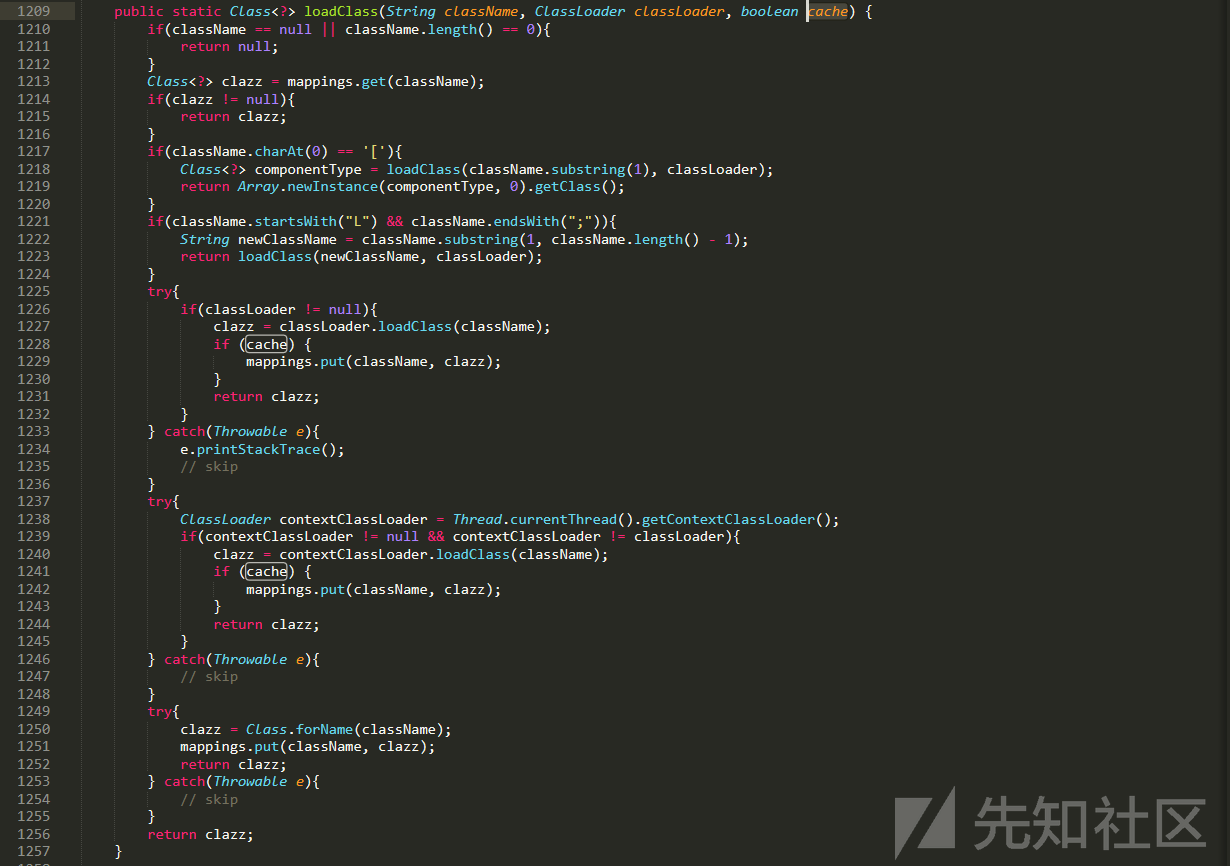 1209 public static Class<?> loadClass(String className, ClassLoader classLoader, boolean cache) {
1210 if(className == null || className.length() == 0){
1211 return null;
1212 }
1213 Class<?> clazz = mappings.get(className);
1214 if(clazz != null){
1215 return clazz;
1216 }
1217 if(className.charAt(0) == '['){
1218 Class<?> componentType = loadClass(className.substring(1), classLoader);
1219 return Array.newInstance(componentType, 0).getClass();
1220 }
1221 if(className.startsWith("L") && className.endsWith(";")){
1222 String newClassName = className.substring(1, className.length() - 1);
1223 return loadClass(newClassName, classLoader);
1224 }
1225 try{
1226 if(classLoader != null){
1227 clazz = classLoader.loadClass(className);
1228 if (cache) {
1229 mappings.put(className, clazz);
1230 }
1231 return clazz;
1232 }
1233 } catch(Throwable e){
1234 e.printStackTrace();
1235 // skip
1236 }
1237 try{
1238 ClassLoader contextClassLoader = Thread.currentThread().getContextClassLoader();
1239 if(contextClassLoader != null && contextClassLoader != classLoader){
1240 clazz = contextClassLoader.loadClass(className);
1241 if (cache) {
1242 mappings.put(className, clazz);
1243 }
1244 return clazz;
1245 }
1246 } catch(Throwable e){
1247 // skip
1248 }
1249 try{
1250 clazz = Class.forName(className);
1251 mappings.put(className, clazz);
1252 return clazz;
1253 } catch(Throwable e){
1254 // skip
1255 }
1256 return clazz;
1257 }
先知社区